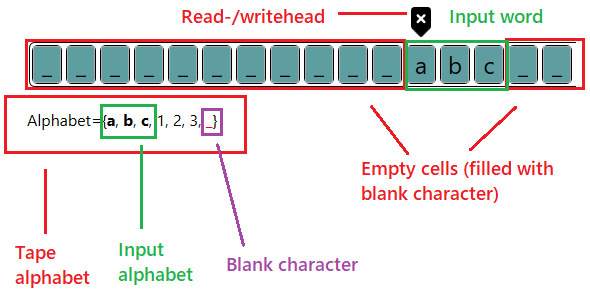 Read-/writehead
Input word
_ _ _ _ _ _ _ _ _ _ _ _ a b c _ _
Alphabet={a, b, c, 1, 2, 3, _}
Empty cells (filled with
blank character)
Tape
alphabet
Input
alphabet
Blank character